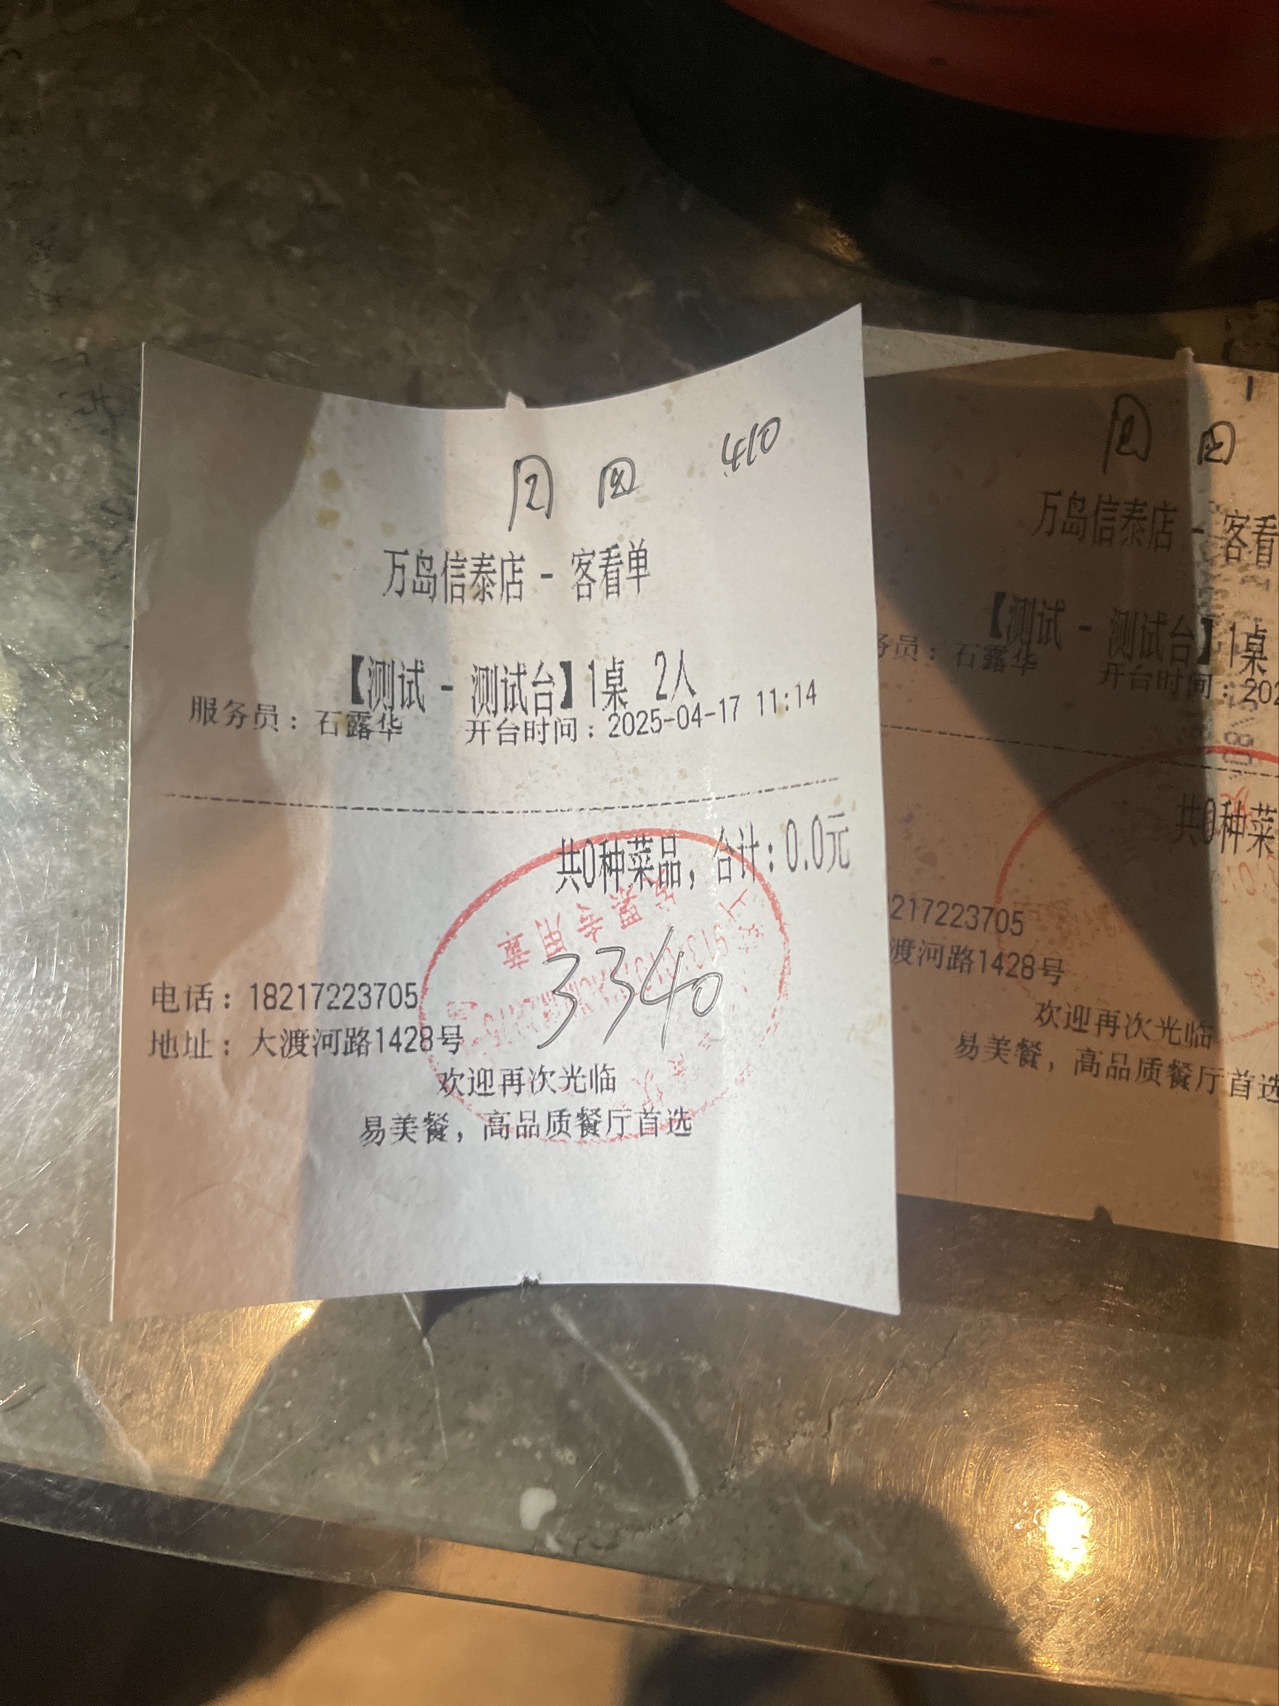 410
万岛信泰店 - 客看单
【测试 - 测试台】1桌 2人
服务员: 石露华 开台时间: 2025-04-17 11:14
共0种菜品, 合计: 0.0元
发票专用章
3340
电话: 18217223705
地址: 大渡河路1428号
欢迎再次光临
易美餐, 高品质餐厅首选
万岛信泰店 - 客看
【测试 - 测试台】1桌
务员: 石露华 开台时间: 202
共0种菜
217223705
渡河路1428号
欢迎再次光临
易美餐, 高品质餐厅首选